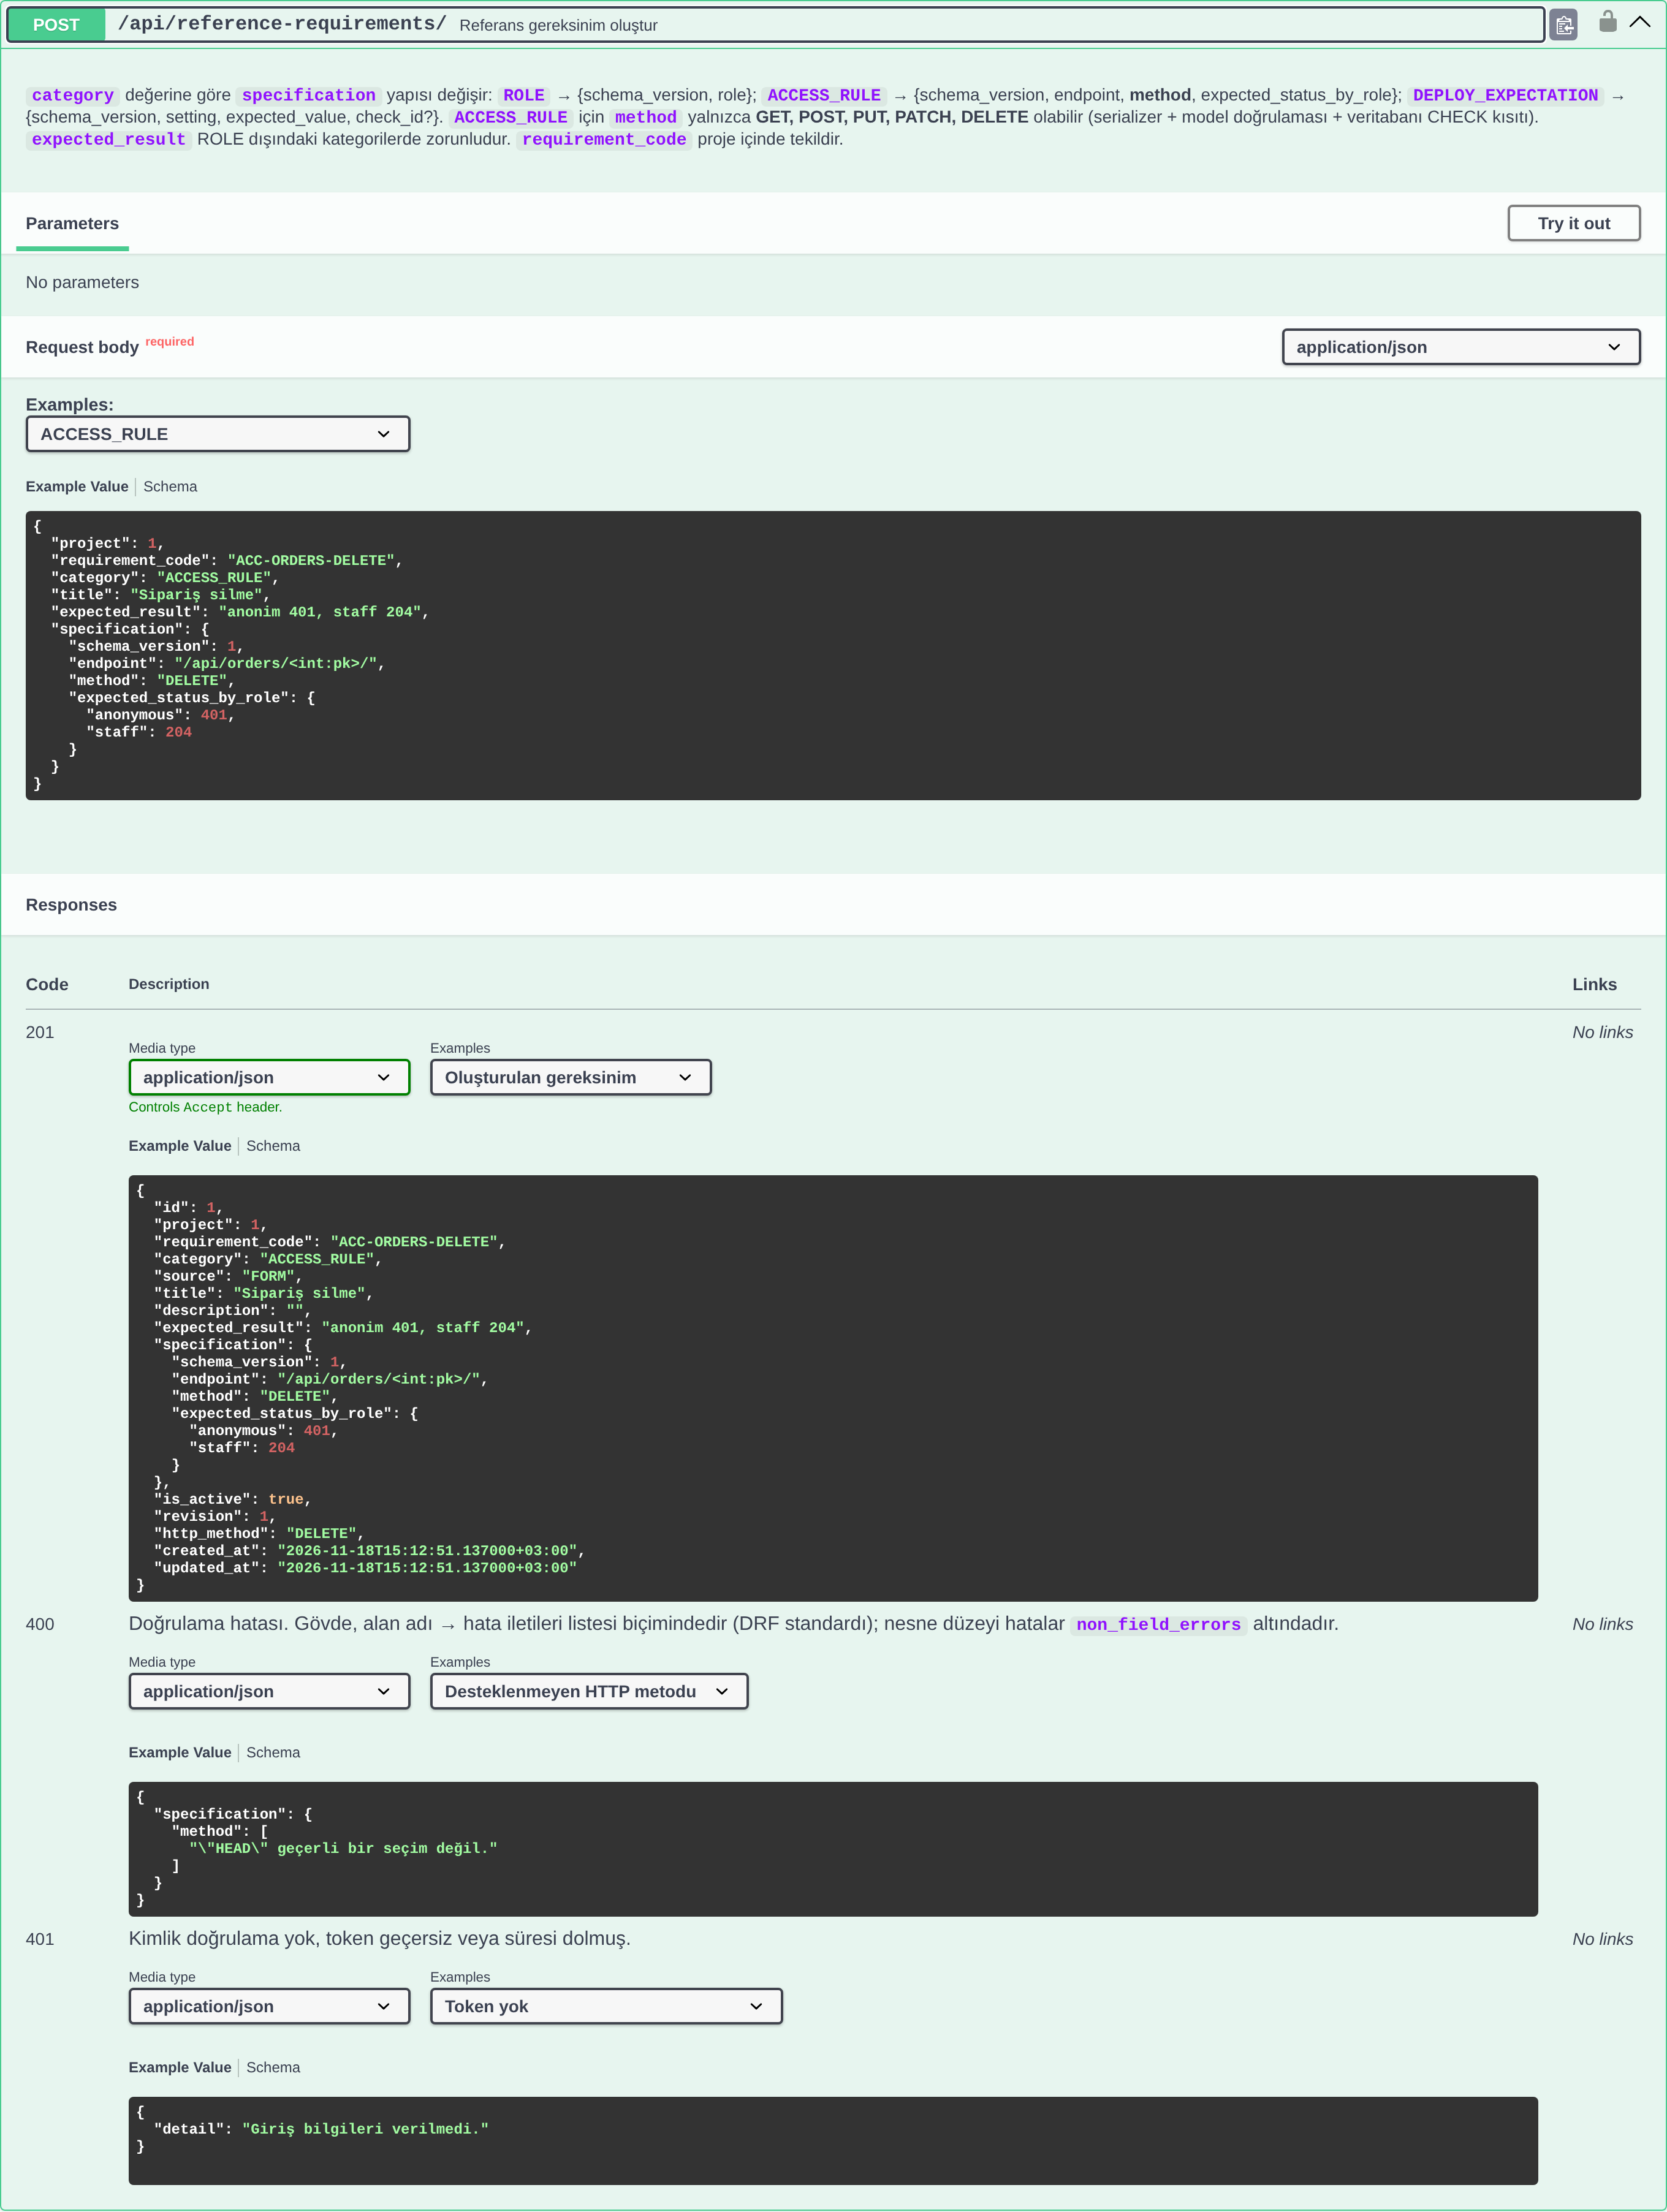 POST /api/reference-requirements/ Referans gereksinim oluştur
category değerine göre specification yapısı değişir: ROLE → {schema_version, role}; ACCESS_RULE → {schema_version, endpoint, method, expected_status_by_role}; DEPLOY_EXPECTATION →
{schema_version, setting, expected_value, check_id?}. ACCESS_RULE için method yalnızca GET, POST, PUT, PATCH, DELETE olabilir (serializer + model doğrulaması + veritabanı CHECK kısıtı).
expected_result ROLE dışındaki kategorilerde zorunludur. requirement_code proje içinde tekildir.
Parameters
Try it out
No parameters
Request body required
application/json
Examples:
ACCESS_RULE
Example Value Schema
{
  "project": 1,
  "requirement_code": "ACC-ORDERS-DELETE",
  "category": "ACCESS_RULE",
  "title": "Sipariş silme",
  "expected_result": "anonim 401, staff 204",
  "specification": {
    "schema_version": 1,
    "endpoint": "/api/orders/<int:pk>/",
    "method": "DELETE",
    "expected_status_by_role": {
      "anonymous": 401,
      "staff": 204
    }
  }
}
Responses
Code Description Links
201 No links
Media type Examples
application/json Oluşturulan gereksinim
Controls Accept header.
Example Value Schema
{
  "id": 1,
  "project": 1,
  "requirement_code": "ACC-ORDERS-DELETE",
  "category": "ACCESS_RULE",
  "source": "FORM",
  "title": "Sipariş silme",
  "description": "",
  "expected_result": "anonim 401, staff 204",
  "specification": {
    "schema_version": 1,
    "endpoint": "/api/orders/<int:pk>/",
    "method": "DELETE",
    "expected_status_by_role": {
      "anonymous": 401,
      "staff": 204
    }
  },
  "is_active": true,
  "revision": 1,
  "http_method": "DELETE",
  "created_at": "2026-11-18T15:12:51.137000+03:00",
  "updated_at": "2026-11-18T15:12:51.137000+03:00"
}
400 Doğrulama hatası. Gövde, alan adı → hata iletileri listesi biçimindedir (DRF standardı); nesne düzeyi hatalar non_field_errors altındadır. No links
Media type Examples
application/json Desteklenmeyen HTTP metodu
Example Value Schema
{
  "specification": {
    "method": [
      "\"HEAD\" geçerli bir seçim değil."
    ]
  }
}
401 Kimlik doğrulama yok, token geçersiz veya süresi dolmuş. No links
Media type Examples
application/json Token yok
Example Value Schema
{
  "detail": "Giriş bilgileri verilmedi."
}